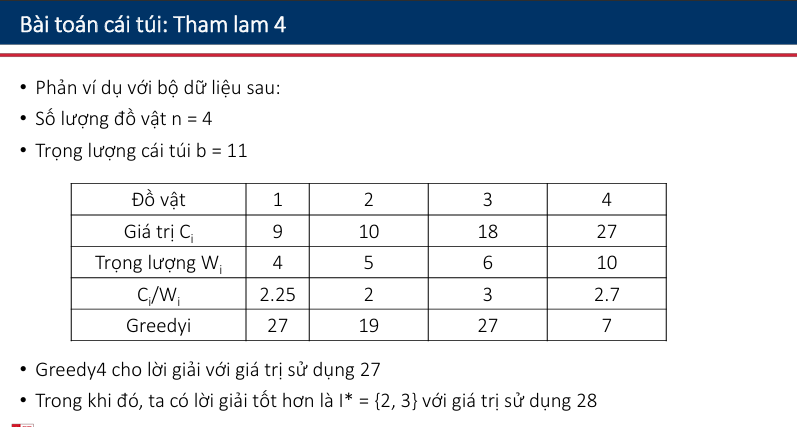 Bài toán cái túi: Tham lam 4
• Phản ví dụ với bộ dữ liệu sau:
• Số lượng đồ vật n = 4
• Trọng lượng cái túi b = 11
Đồ vật 1 2 3 4
Giá trị Ci 9 10 18 27
Trọng lượng Wi 4 5 6 10
Ci/Wi 2.25 2 3 2.7
Greedyi 27 19 27 7
• Greedy4 cho lời giải với giá trị sử dụng 27
• Trong khi đó, ta có lời giải tốt hơn là I* = {2, 3} với giá trị sử dụng 28